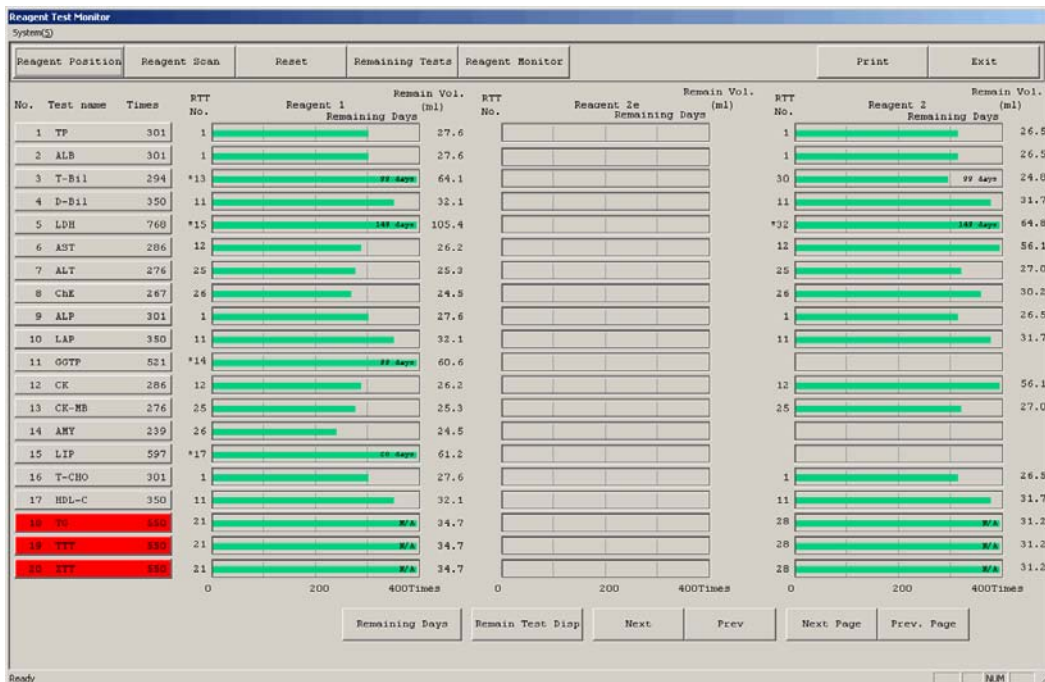 Reagent Test Monitor
System(S)
Reagent Position Reagent Scan Reset Remaining Tests Reagent Monitor Print Exit
No. Test name Times RTT No. Reagent 1 Remaining Days Remain Vol. (ml) RTT No. Reagent 2e Remaining Days Remain Vol. (ml) RTT No. Reagent 2 Remaining Days Remain Vol. (ml)
1 TP 301 1 27.6 1 26.5
2 ALB 301 1 27.6 1 26.5
3 T-Bil 294 *13 99 days 64.1 30 99 days 24.8
4 D-Bil 350 11 32.1 11 31.7
5 LDH 768 *15 149 days 105.4 *32 149 days 64.8
6 AST 286 12 26.2 12 56.1
7 ALT 276 25 25.3 25 27.0
8 ChE 267 26 24.5 26 30.2
9 ALP 301 1 27.6 1 26.5
10 LAP 350 11 32.1 11 31.7
11 GGTP 521 *14 99 days 60.6
12 CK 286 12 26.2 12 56.1
13 CK-MB 276 25 25.3 25 27.0
14 AMY 239 26 24.5
15 LIP 597 *17 days 61.2
16 T-CHO 301 1 27.6 1 26.5
17 HDL-C 350 11 32.1 11 31.7
18 TG 550 21 N/A 34.7 28 N/A 31.2
19 TTT 550 21 N/A 34.7 28 N/A 31.2
20 ZTT 550 21 N/A 34.7 28 N/A 31.2
0 200 400Times 0 200 400Times 0 200 400Times
Remaining Days Remain Test Disp Next Prev Next Page Prev. Page
Ready NUM